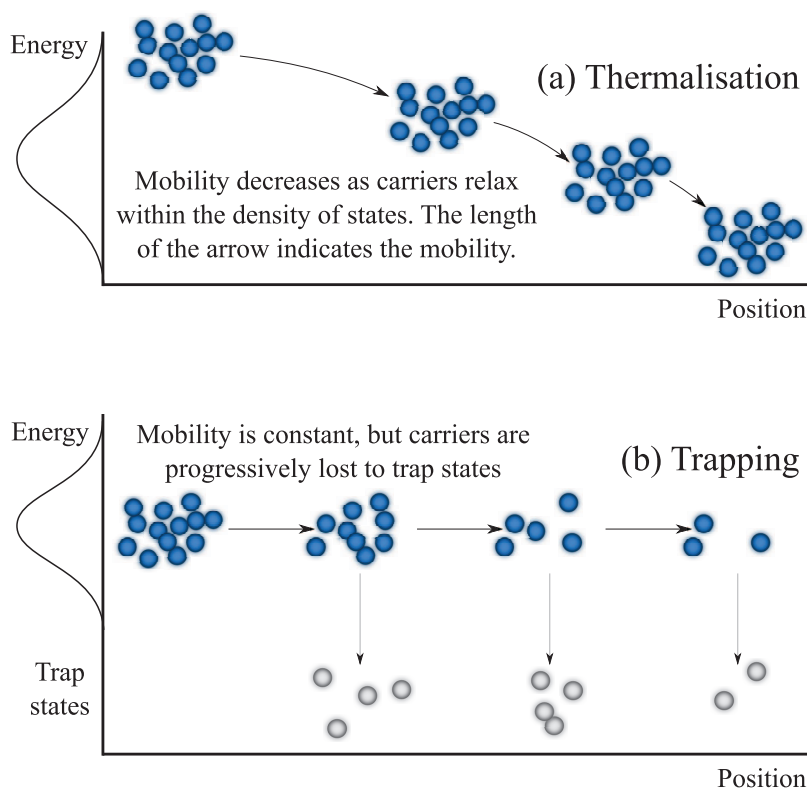 Energy
(a) Thermalisation
Mobility decreases as carriers relax
within the density of states. The length
of the arrow indicates the mobility.
Position
Energy
Mobility is constant, but carriers are
progressively lost to trap states
(b) Trapping
Trap
states
Position